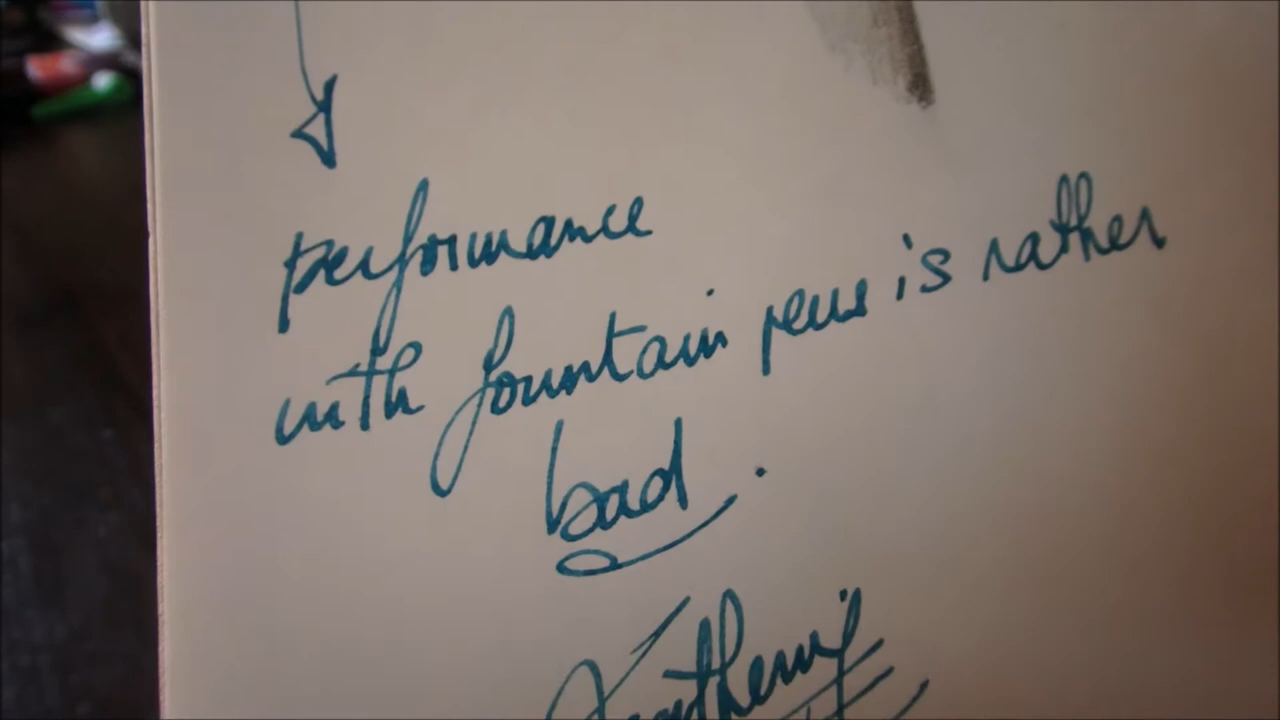 performance
with fountain pens is rather
bad.